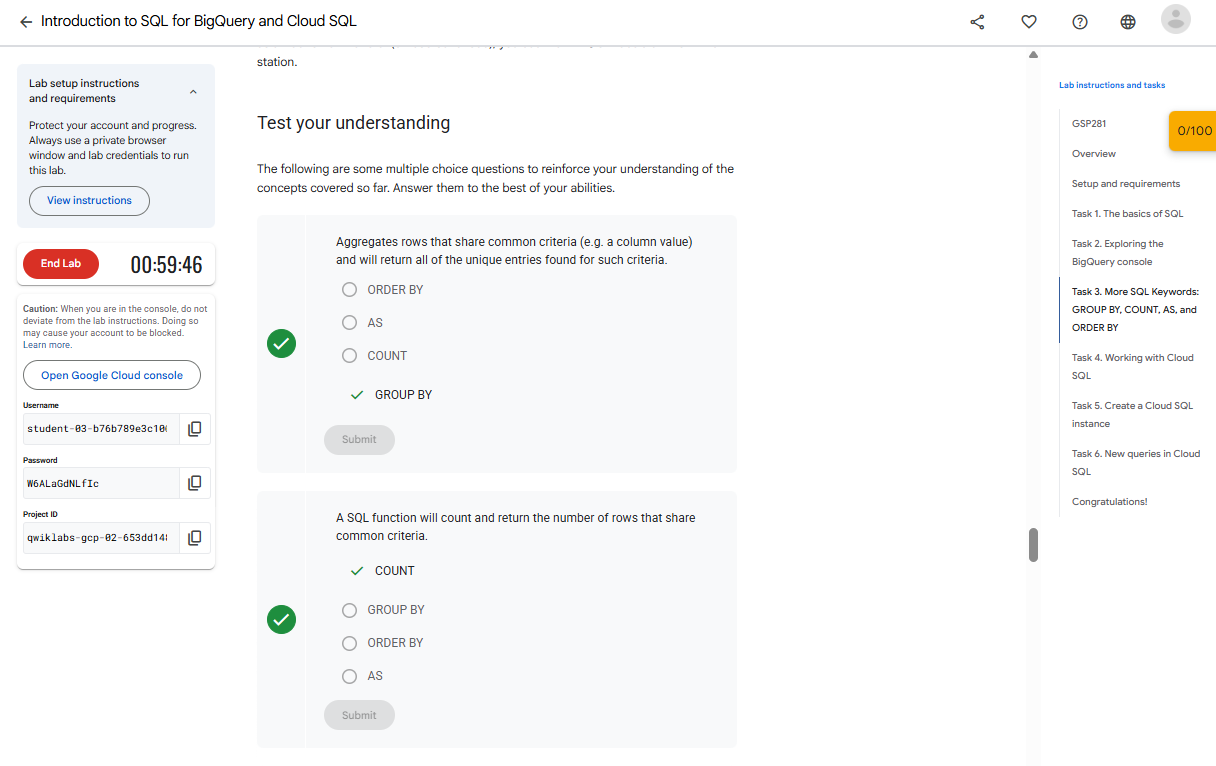 Introduction to SQL for BigQuery and Cloud SQL
Lab setup instructions
and requirements
Protect your account and progress.
Always use a private browser
window and lab credentials to run
this lab.
View instructions
End Lab
00:59:46
Caution: When you are in the console, do not
deviate from the lab instructions. Doing so
may cause your account to be blocked.
Learn more.
Open Google Cloud console
Username
student-03-b76b789e3c10
Password
W6ALaGdNLfIc
Project ID
qwiklabs-gcp-02-653dd14
station.
Test your understanding
The following are some multiple choice questions to reinforce your understanding of the
concepts covered so far. Answer them to the best of your abilities.
Aggregates rows that share common criteria (e.g. a column value)
and will return all of the unique entries found for such criteria.
ORDER BY
AS
COUNT
GROUP BY
Submit
A SQL function will count and return the number of rows that share
common criteria.
COUNT
GROUP BY
ORDER BY
AS
Submit
Lab instructions and tasks
GSP281
0/100
Overview
Setup and requirements
Task 1. The basics of SQL
Task 2. Exploring the
BigQuery console
Task 3. More SQL Keywords:
GROUP BY, COUNT, AS, and
ORDER BY
Task 4. Working with Cloud
SQL
Task 5. Create a Cloud SQL
instance
Task 6. New queries in Cloud
SQL
Congratulations!